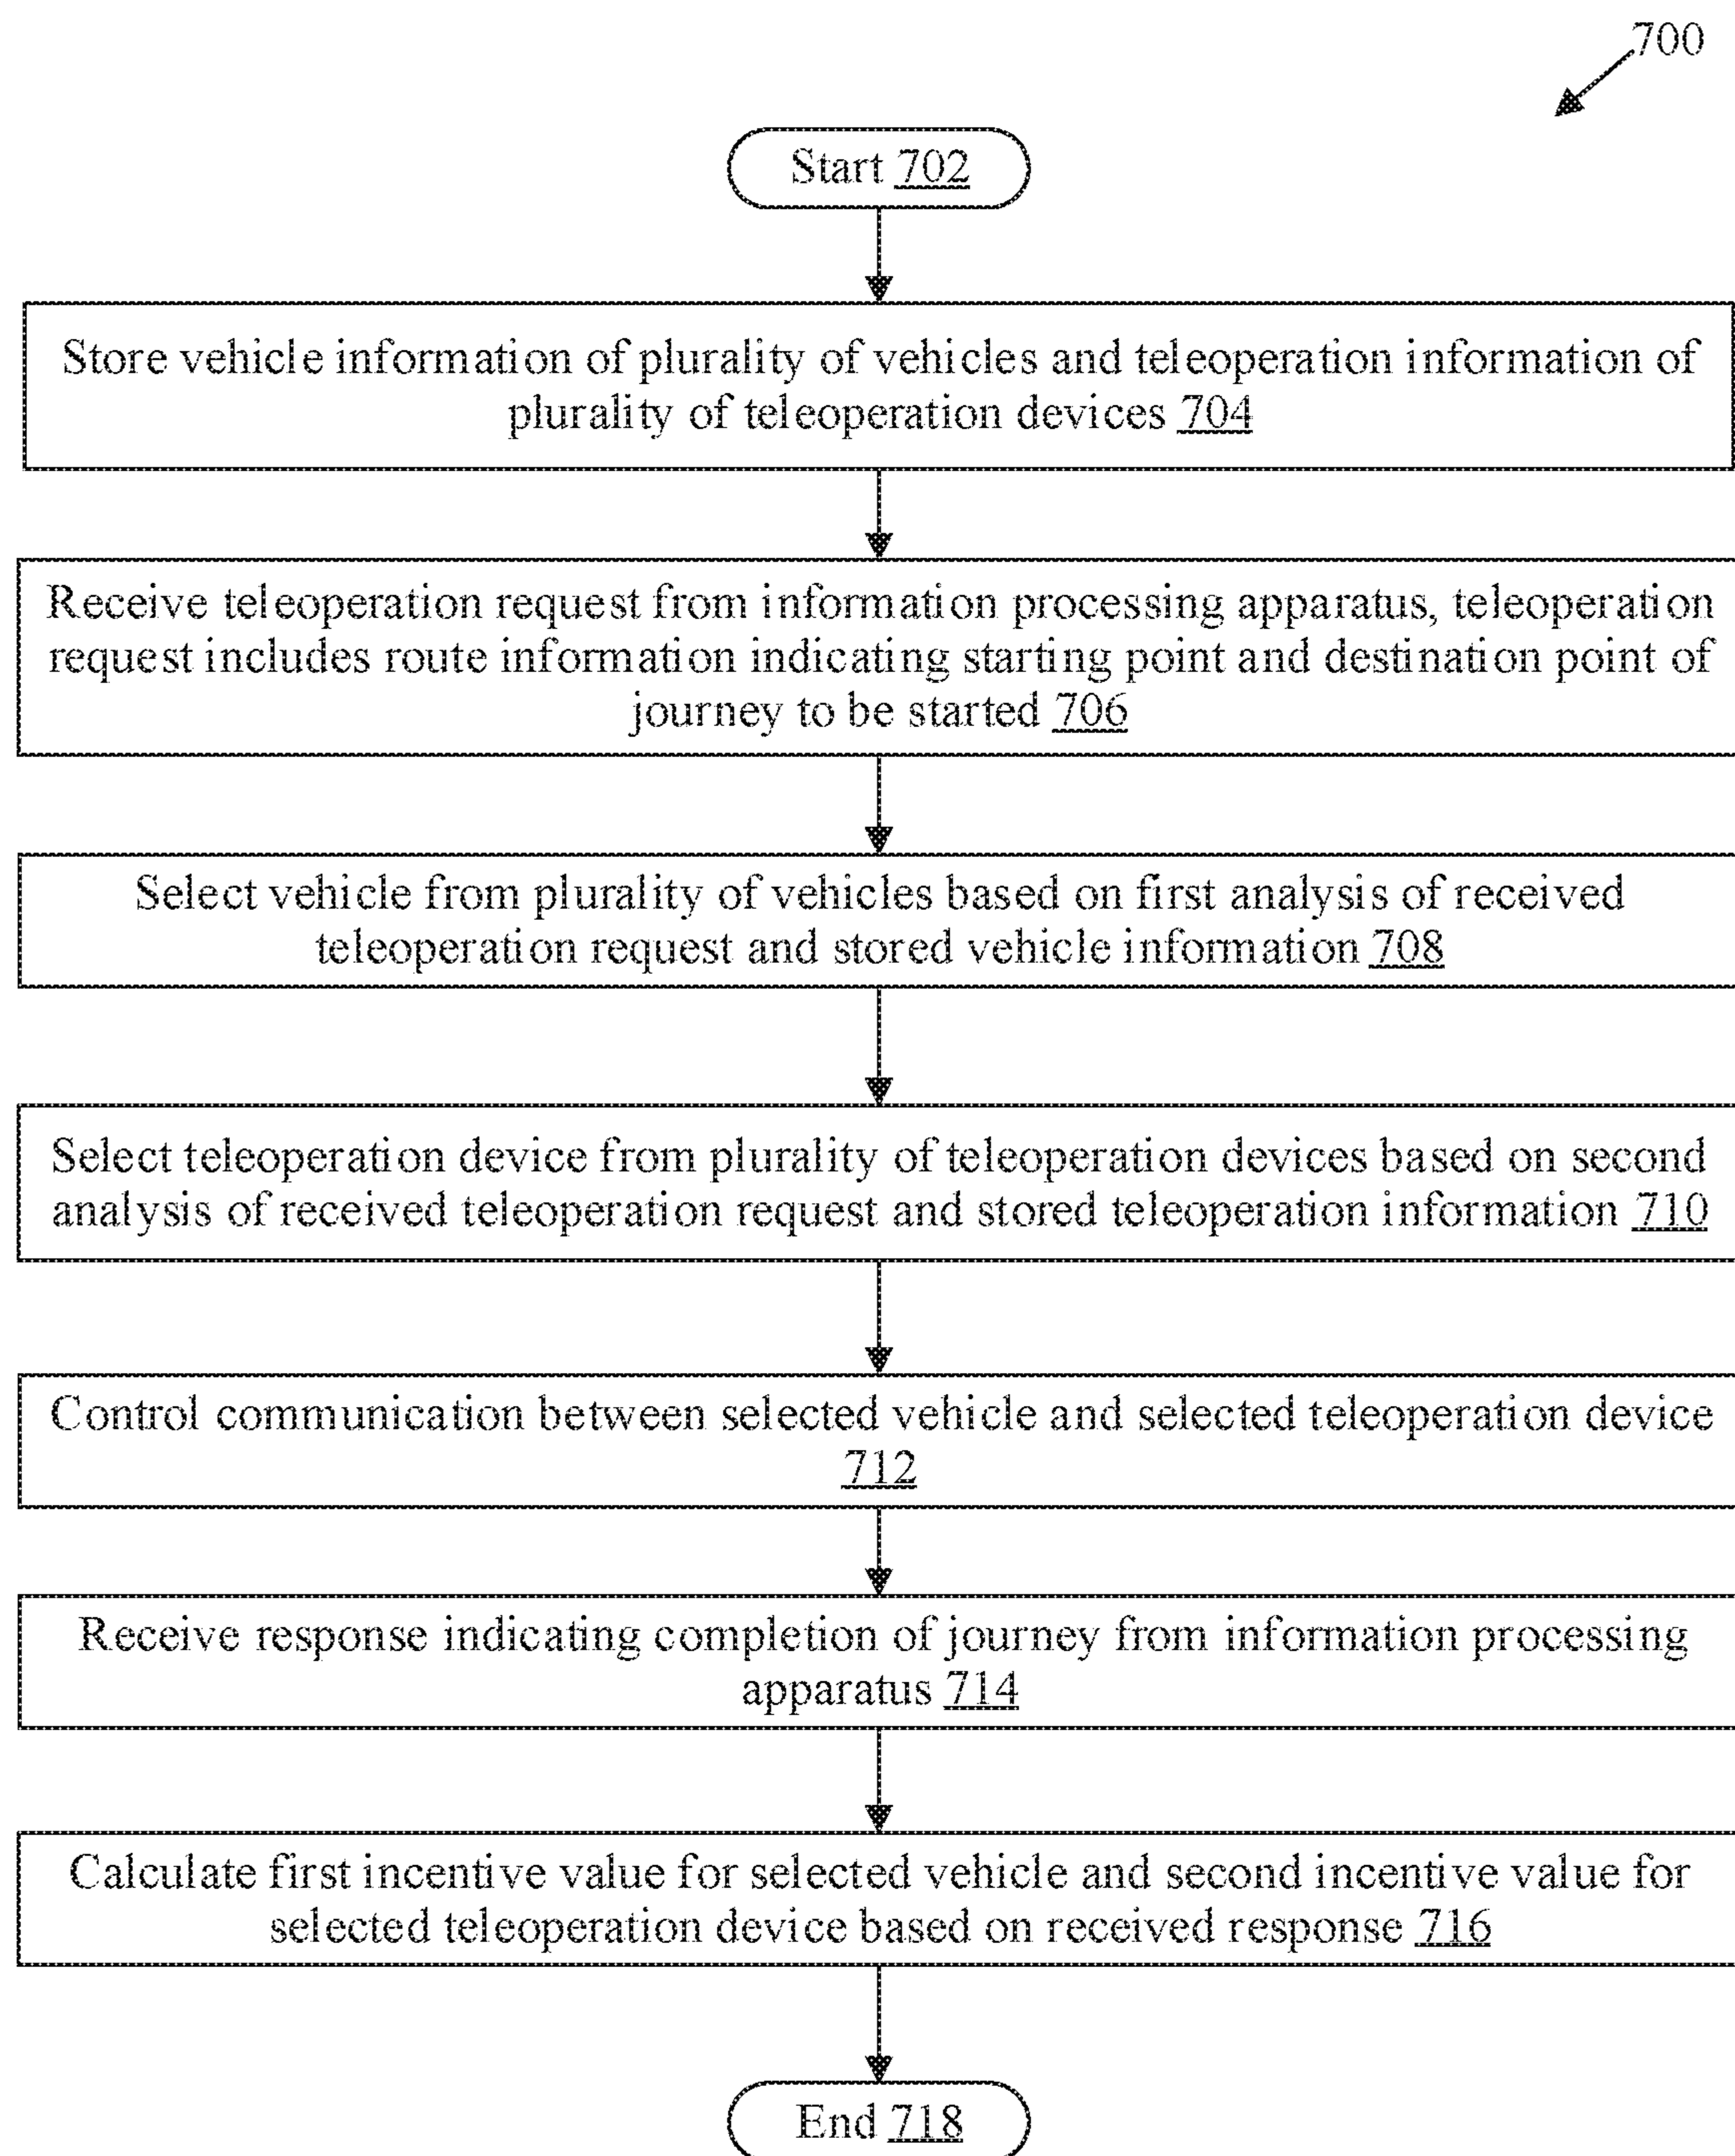 700
Start 702
Store vehicle information of plurality of vehicles and teleoperation information of
plurality of teleoperation devices 704
Receive teleoperation request from information processing apparatus, teleoperation
request includes route information indicating starting point and destination point of
journey to be started 706
Select vehicle from plurality of vehicles based on first analysis of received
teleoperation request and stored vehicle information 708
Select teleoperation device from plurality of teleoperation devices based on second
analysis of received teleoperation request and stored teleoperation information 710
Control communication between selected vehicle and selected teleoperation device
712
Receive response indicating completion of journey from information processing
apparatus 714
Calculate first incentive value for selected vehicle and second incentive value for
selected teleoperation device based on received response 716
End 718